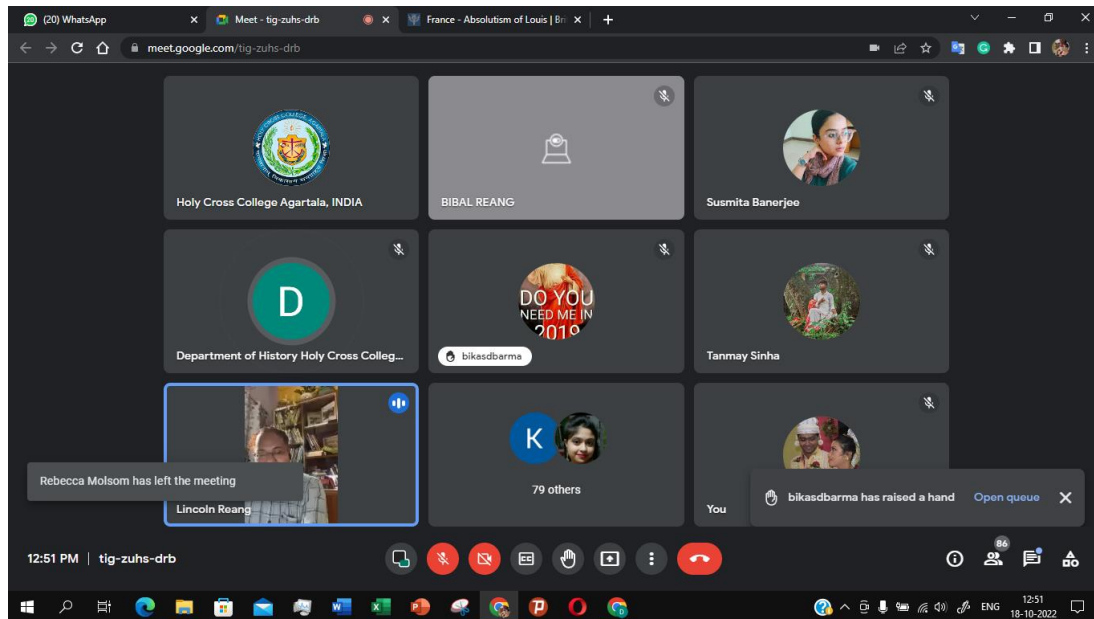 (20) WhatsApp
Meet - tig-zuhs-drb
France - Absolutism of Louis | Bri
meet.google.com/tig-zuhs-drb
Holy Cross College Agartala, INDIA
BIBAL REANG
Susmita Banerjee
D
DO YOU
NEED ME IN
2019
Department of History Holy Cross Colleg...
bikasdbarma
Tanmay Sinha
K
79 others
Rebecca Molsom has left the meeting
Lincoln Reang
You
bikasdbarma has raised a hand Open queue
12:51 PM | tig-zuhs-drb
CC
86
ENG
12:51
18-10-2022